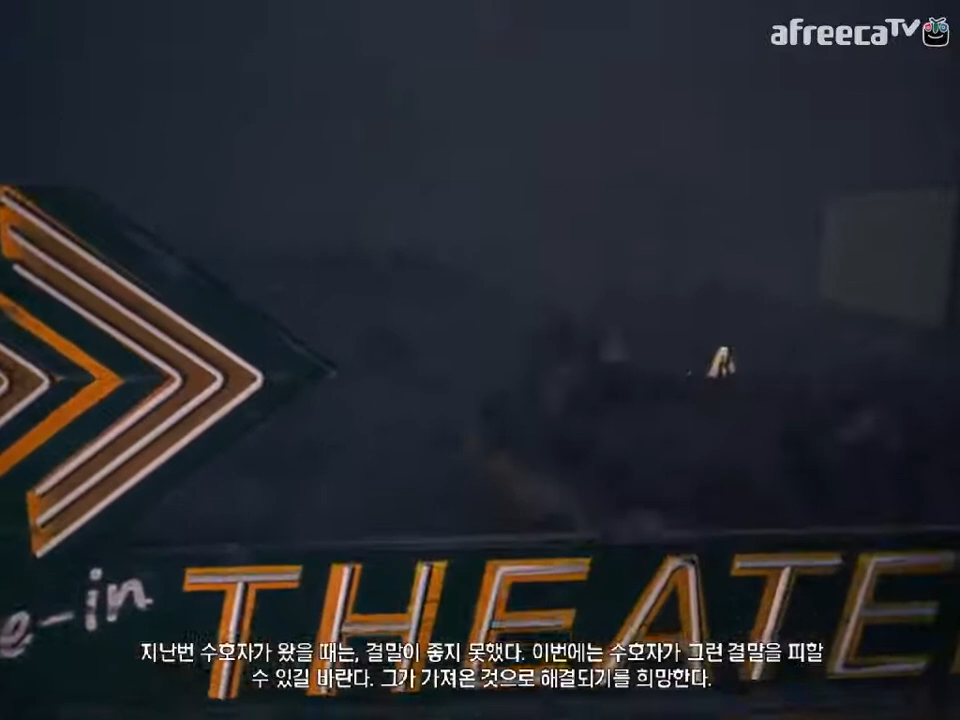 afreecaTV
e-in THEATE
지난번 수호자가 왔을 때는, 결말이 좋지 못했다. 이번에는 수호자가 그런 결말을 피할
수 있길 바란다. 그가 가져온 것으로 해결되기를 희망한다.